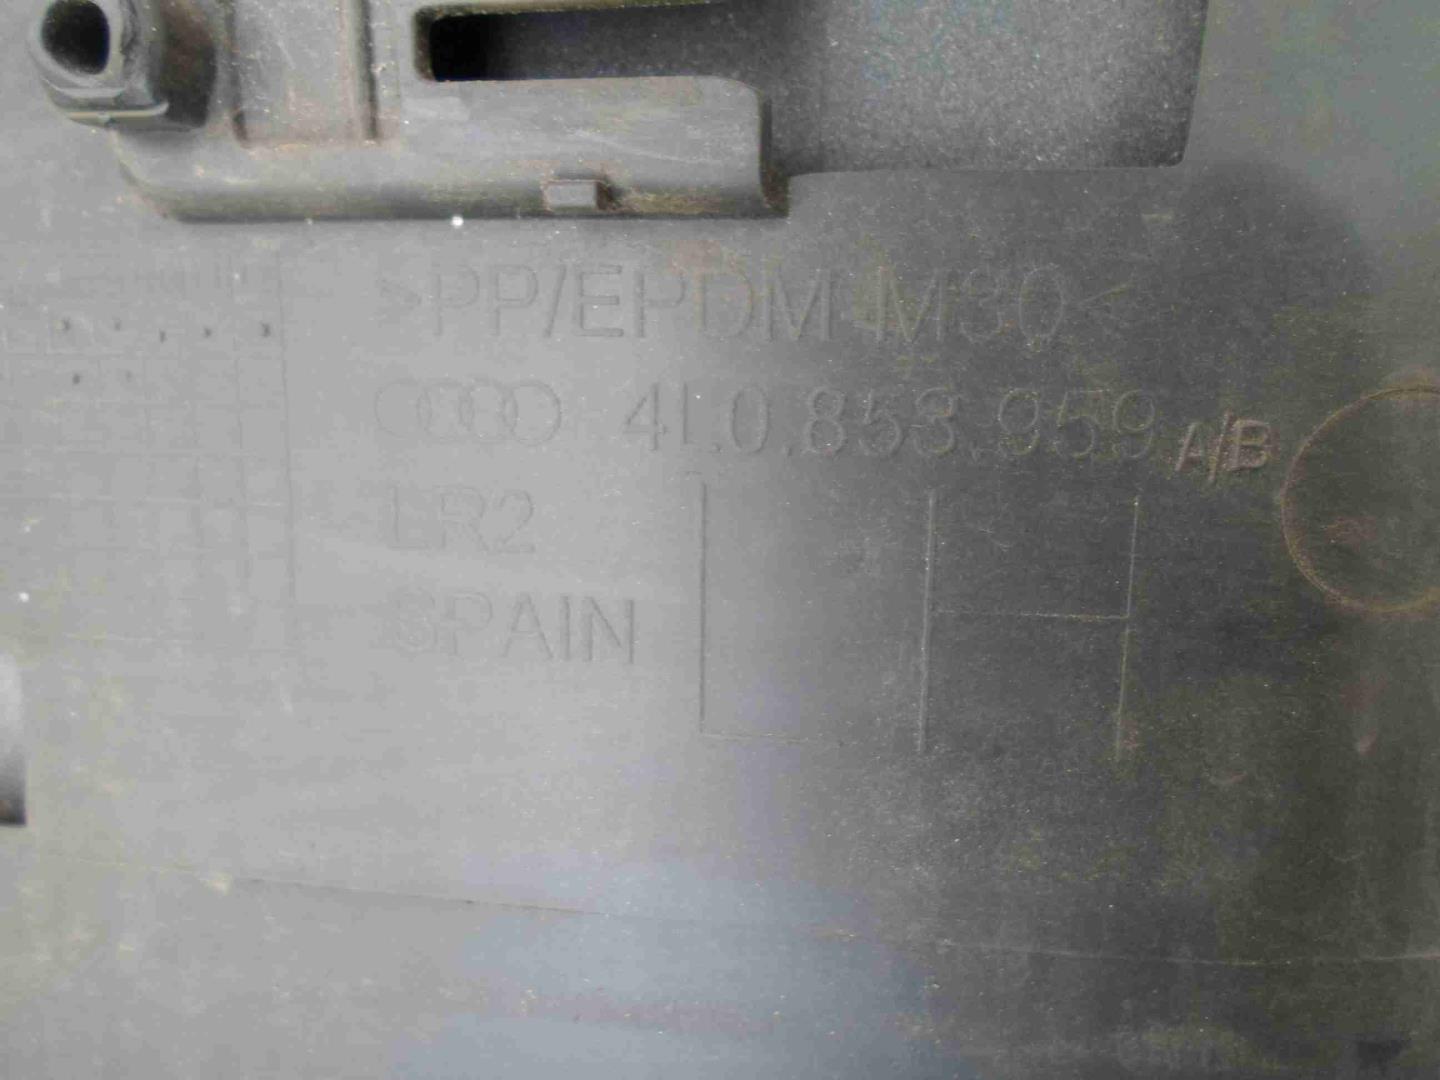 >PP/EPDM M30<
4L0.853.959 A/B
LR2
SPAIN